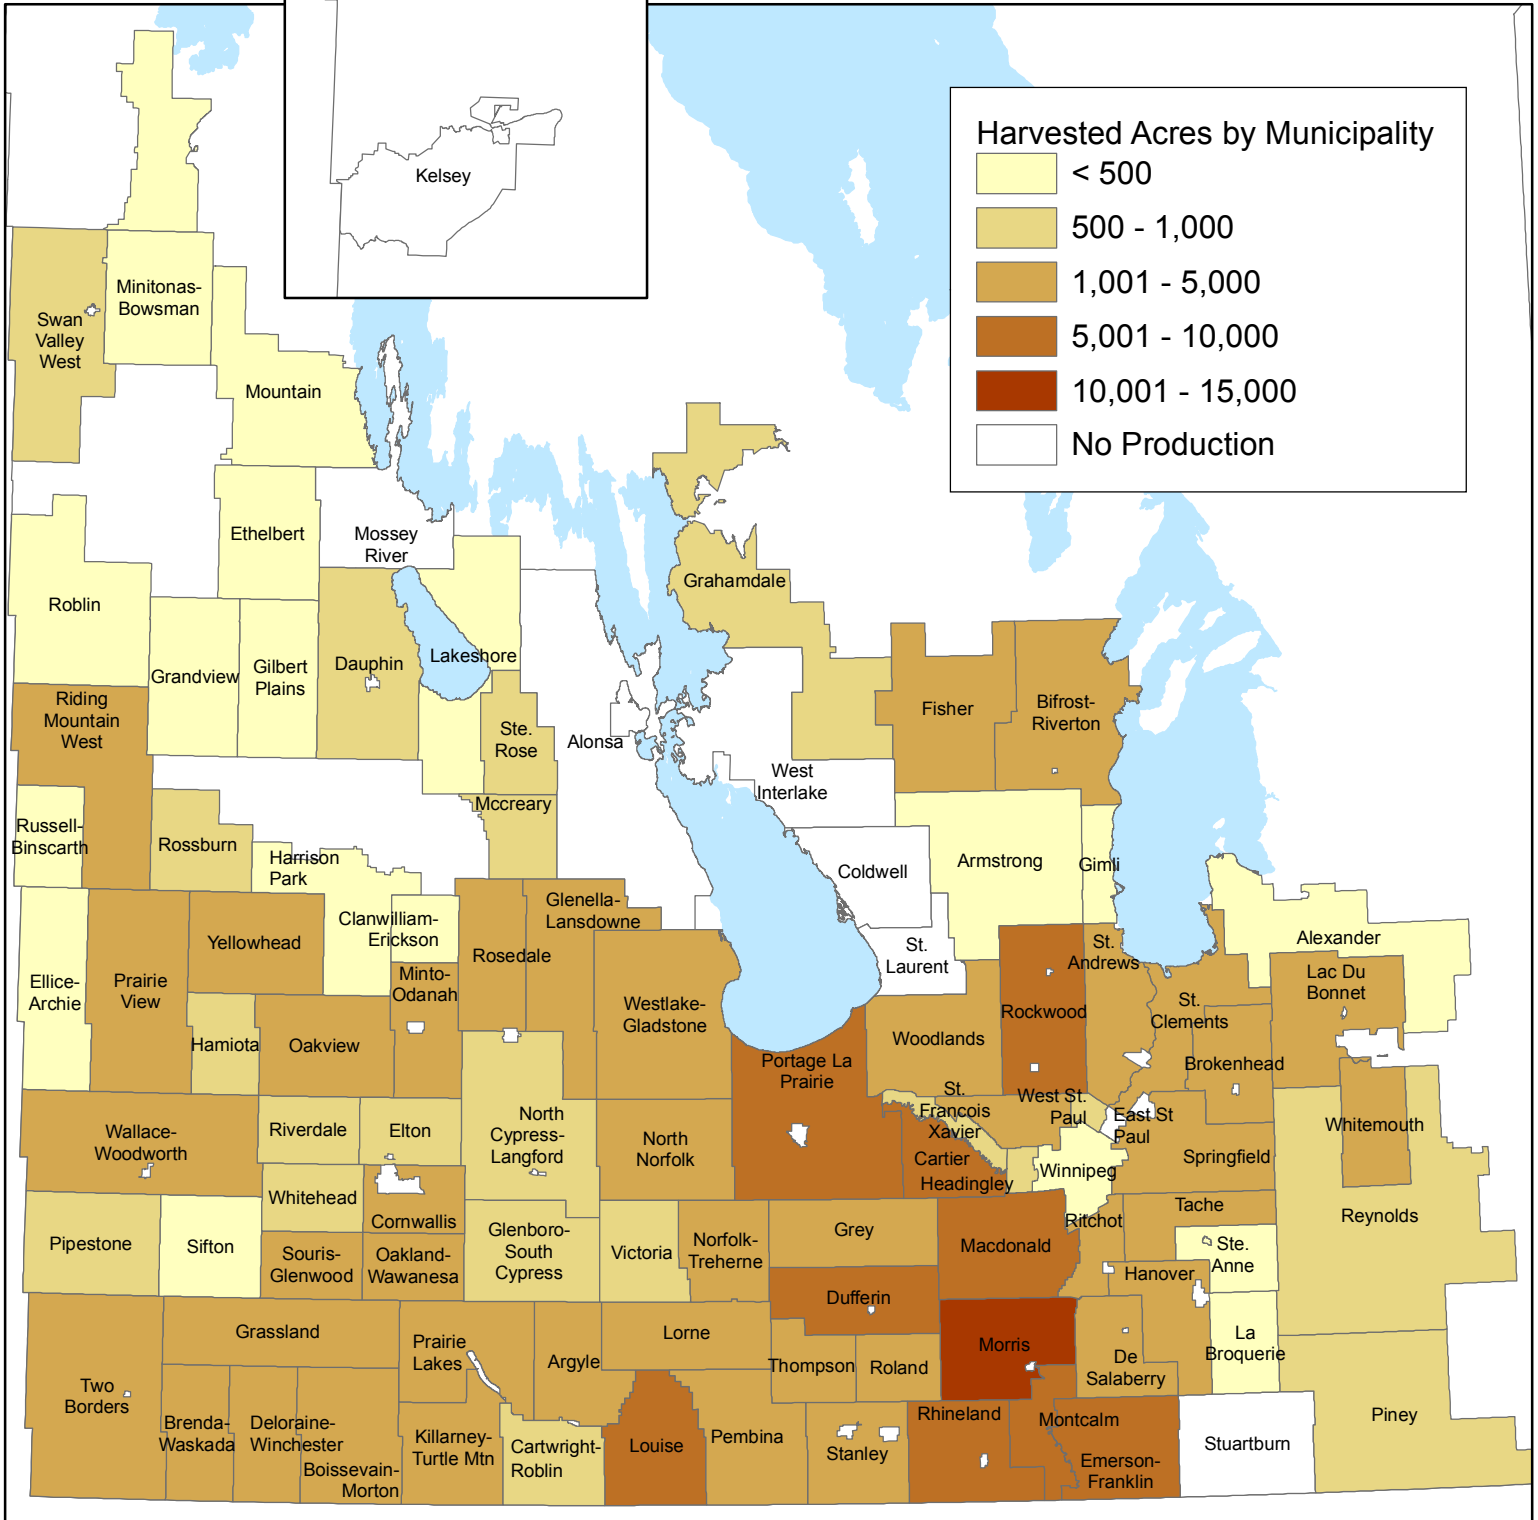 Kelsey
Harvested Acres by Municipality
< 500
500 - 1,000
1,001 - 5,000
5,001 - 10,000
10,001 - 15,000
No Production
Minitonas-
Bowsman
Swan
Valley
West
Mountain
Ethelbert
Mossey
River
Grahamdale
Roblin
Grandview
Gilbert
Plains
Dauphin
Lakeshore
Riding
Mountain
West
Ste.
Rose
Alonsa
Fisher
Bifrost-
Riverton
West
Interlake
Mccreary
Russell-
Binscarth
Rossburn
Harrison
Park
Coldwell
Armstrong
Gimli
Clanwilliam-
Erickson
Glenella-
Lansdowne
Yellowhead
Rosedale
St.
Laurent
St.
Andrews
Alexander
Ellice-
Archie
Prairie
View
Minto-
Odanah
Westlake-
Gladstone
Rockwood
St.
Clements
Lac Du
Bonnet
Hamiota
Oakview
Woodlands
Portage La
Prairie
Brokenhead
St.
Francois
Xavier
West St.
Paul
East St
Paul
Whitemouth
Wallace-
Woodworth
Riverdale
Elton
North
Cypress-
Langford
North
Norfolk
Cartier
Headingley
Winnipeg
Springfield
Whitehead
Cornwallis
Tache
Reynolds
Pipestone
Sifton
Souris-
Glenwood
Oakland-
Wawanesa
Glenboro-
South
Cypress
Victoria
Norfolk-
Treherne
Grey
Macdonald
Ritchot
Ste.
Anne
Hanover
Dufferin
Grassland
Prairie
Lakes
Argyle
Lorne
Thompson
Roland
Morris
De
Salaberry
La
Broquerie
Two
Borders
Brenda-
Waskada
Deloraine-
Winchester
Boissevain-
Morton
Killarney-
Turtle Mtn
Cartwright-
Roblin
Louise
Pembina
Stanley
Rhineland
Montcalm
Emerson-
Franklin
Stuartburn
Piney